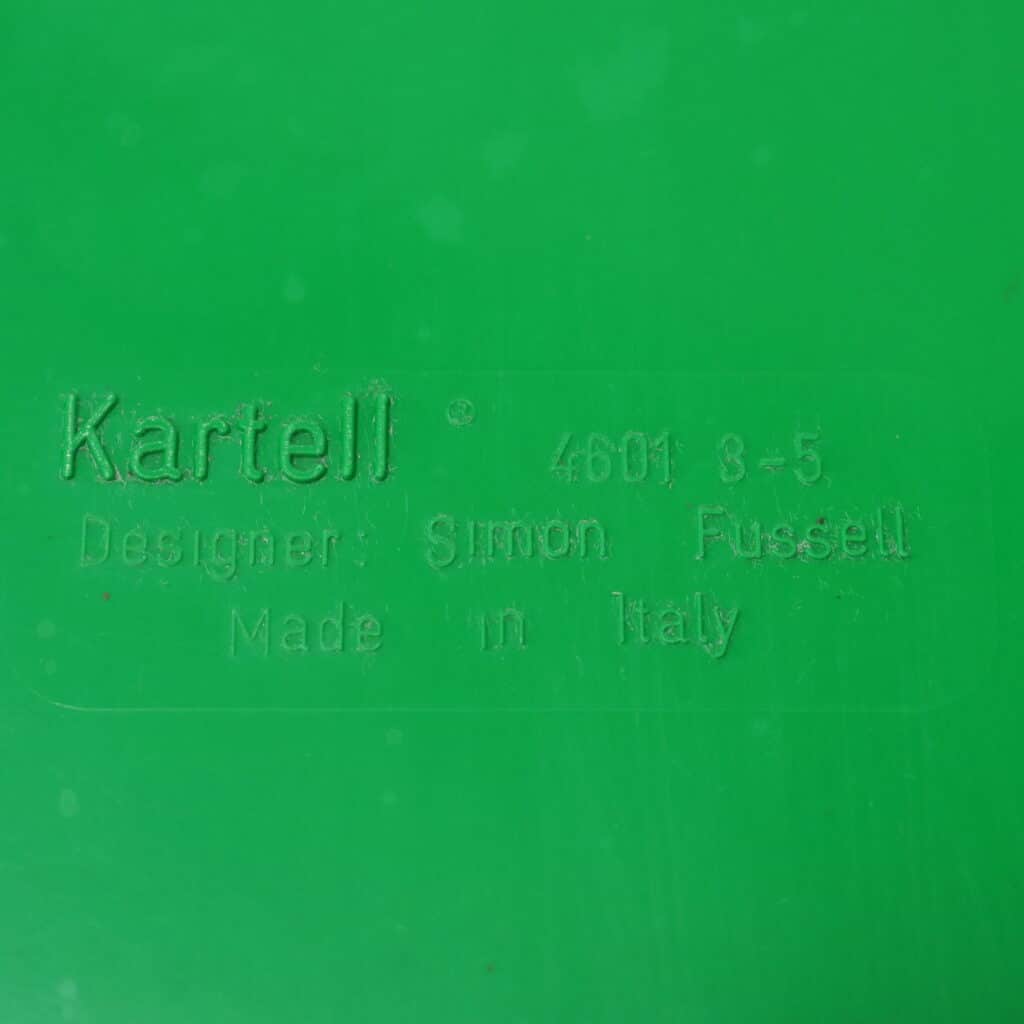 Kartell ® 4601 8-5
Designer: Simon Fussell
Made in Italy